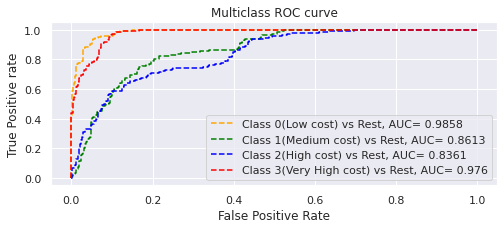 Multiclass ROC curve
True Positive rate
1.0
0.8
0.6
0.4
0.2
0.0
Class 0(Low cost) vs Rest, AUC= 0.9858
Class 1(Medium cost) vs Rest, AUC= 0.8613
Class 2(High cost) vs Rest, AUC= 0.8361
Class 3(Very High cost) vs Rest, AUC= 0.976
0.0 0.2 0.4 0.6 0.8 1.0
False Positive Rate